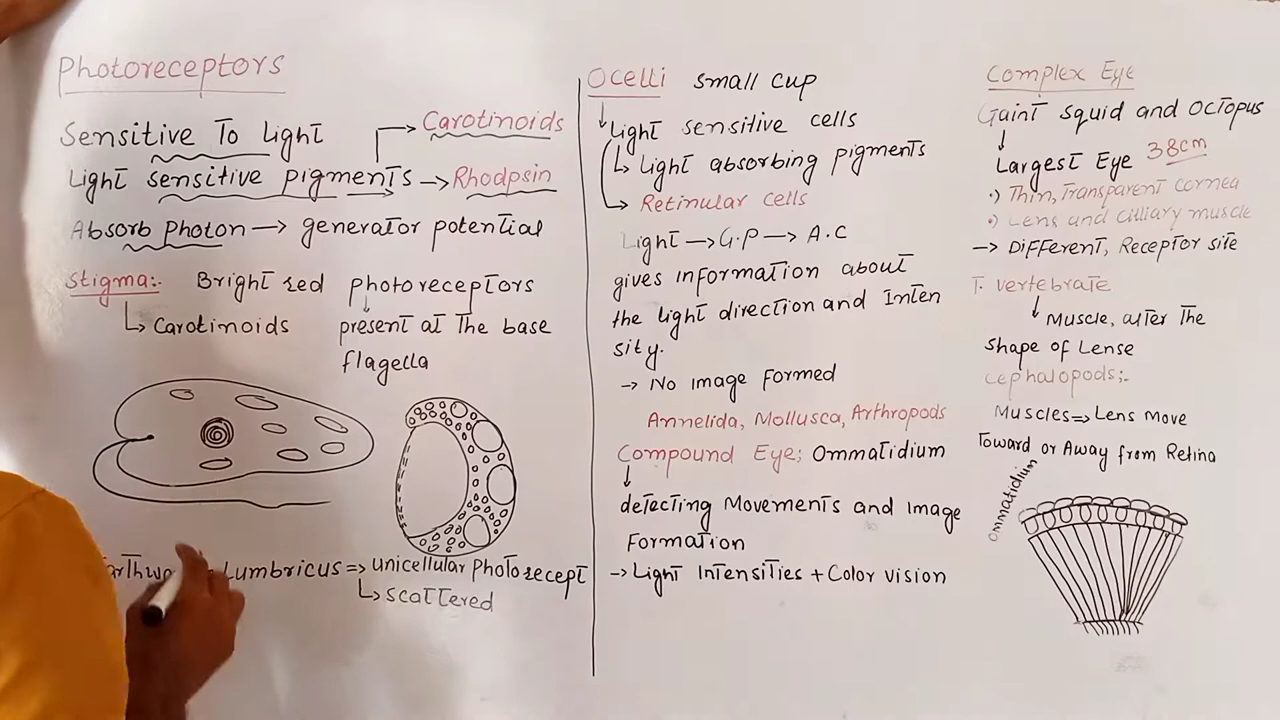 Photoreceptors
Sensitive To Light
Carotinoids
Light sensitive pigments → Rhodpsin
Absorb Photon → generator potential
Stigma:- Bright red photoreceptors
Carotinoids
present at The base
flagella
Lumbricus ⇒ unicellular photorecept
scattered
Ocelli small cup
Light sensitive cells
Light absorbing pigments
Retinular cells
Light → G.P → A.C
gives information about
the light direction and Inten
sity.
→ No image formed
Annelida, Mollusca, Arthropods
Compound Eye; Ommatidium
detecting Movements and image
Formation
→ Light Intensities + Color vision
Complex Eye
Gaint squid and octopus
Largest Eye 38cm
•) Thin, Transparent cornea
•) Lens and cilliary muscle
→ Different, Receptor site
T. vertebrate
Muscle, alter The
shape of Lense
cephalopods;-
Muscles ⇒ Lens move
Toward or Away from Retina
Ommatidium